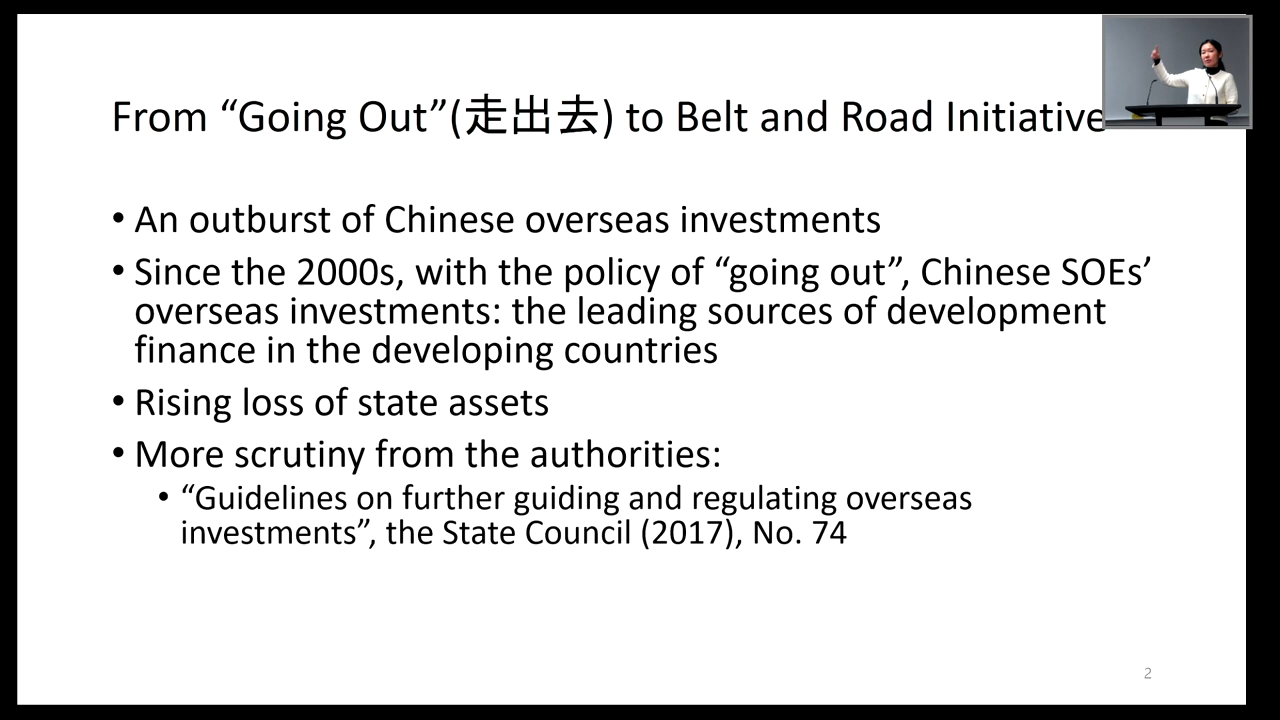 From “Going Out”(走出去) to Belt and Road Initiative
• An outburst of Chinese overseas investments
• Since the 2000s, with the policy of “going out”, Chinese SOEs’
overseas investments: the leading sources of development
finance in the developing countries
• Rising loss of state assets
• More scrutiny from the authorities:
• “Guidelines on further guiding and regulating overseas
investments”, the State Council (2017), No. 74
2